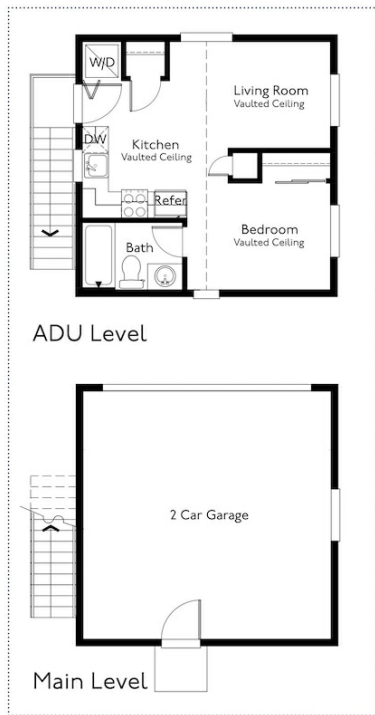 W/D
Living Room
Vaulted Ceiling
DW
Kitchen
Vaulted Ceiling
Refer
Bedroom
Vaulted Ceiling
Bath
ADU Level
2 Car Garage
Main Level